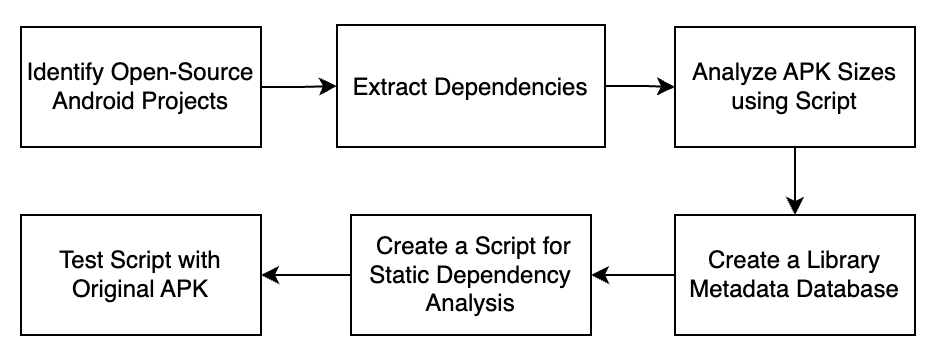 Identify Open-Source
Android Projects
Extract Dependencies
Analyze APK Sizes
using Script
Create a Library
Metadata Database
Create a Script for
Static Dependency
Analysis
Test Script with
Original APK